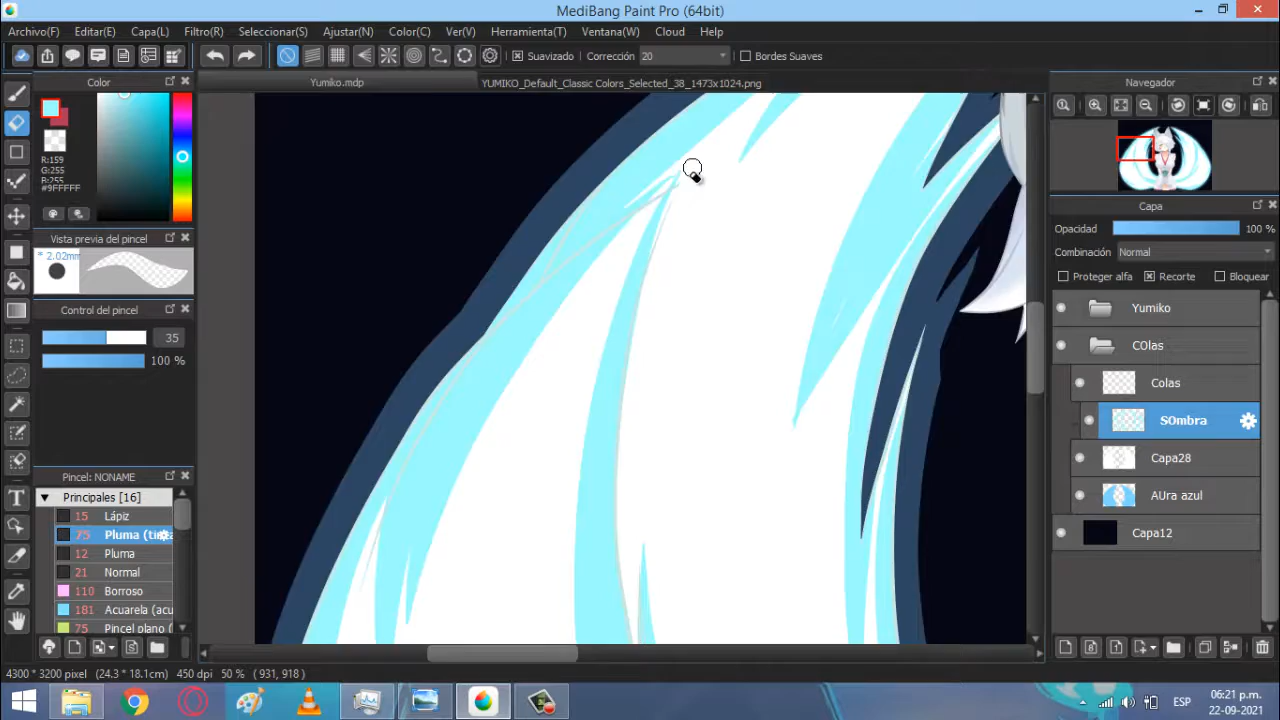 MediBang Paint Pro (64bit)
Archivo(F) Editar(E) Capa(L) Filtro(R) Seleccionar(S) Ajustar(N) Color(C) Ver(V) Herramienta(T) Ventana(W) Cloud Help
Suavizado Corrección 20 Bordes Suaves
Color
Yumiko.mdp YUMIKO_Default_Classic Colors_Selected_38_1473x1024.png
Navegador
R:159
G:255
B:255
#9FFFFF
Capa
Opacidad 100 %
Vista previa del pincel
* 2.02mm
Combinación Normal
Proteger alfa Recorte Bloquear
Control del pincel
35
100 %
Yumiko
COlas
Colas
SOmbra
Capa28
AUra azul
Capa12
Pincel: NONAME
Principales [16]
15 Lápiz
75 Pluma (tinta
12 Pluma
21 Normal
110 Borroso
181 Acuarela (acu
75 Pincel plano (
4300 * 3200 pixel (24.3 * 18.1cm) 450 dpi 50 % ( 931, 918 )
ESP
06:21 p.m.
22-09-2021